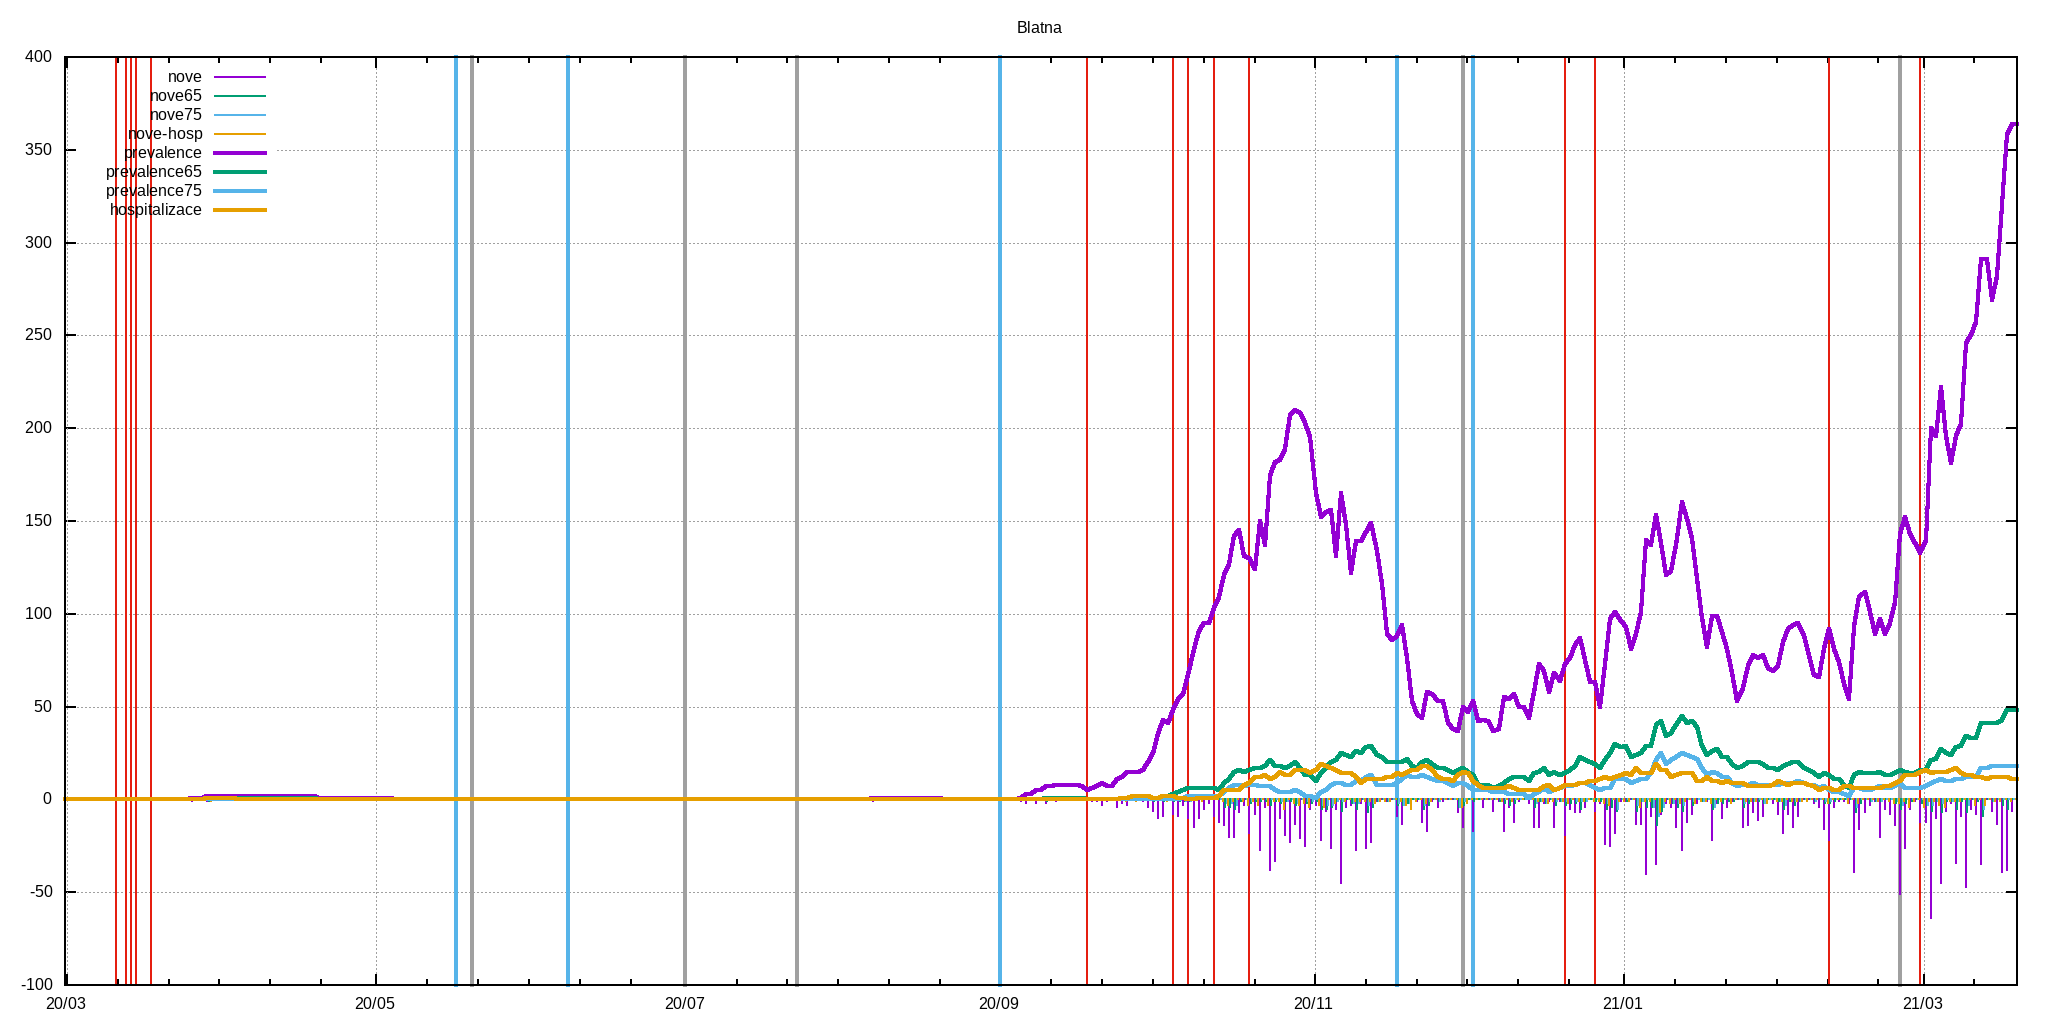 Blatna
400
nove
nove65
nove75
nove-hosp
350
prevalence
prevalence65
prevalence75
hospitalizace
300
250
200
150
100
50
0
-50
-100
20/03 20/05 20/07 20/09 20/11 21/01 21/03